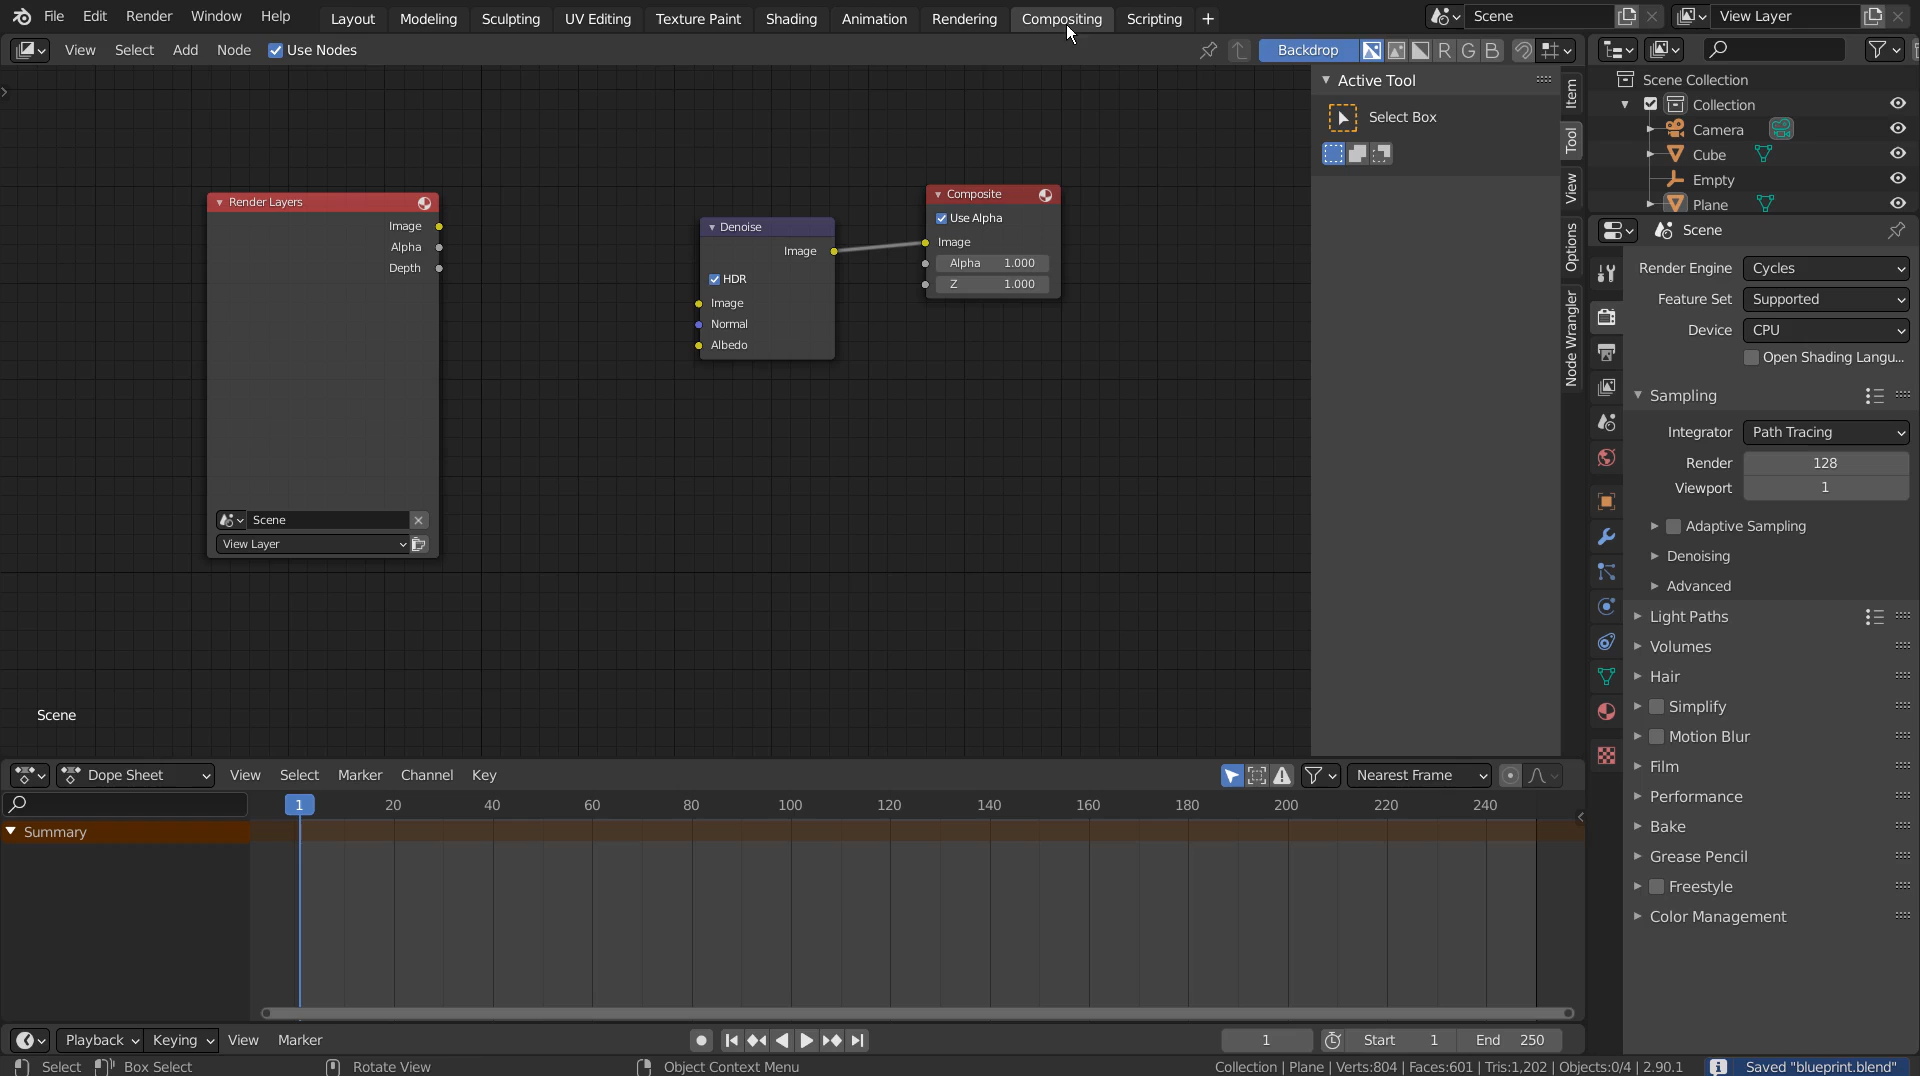 File Edit Render Window Help Layout Modeling Sculpting UV Editing Texture Paint Shading Animation Rendering Compositing Scripting + Scene View Layer
View Select Add Node Use Nodes Backdrop R G B
Active Tool
Select Box
Item
Tool
View
Options
Node Wrangler
Render Layers
Image
Alpha
Depth
Scene
View Layer
Denoise
Image
HDR
Image
Normal
Albedo
Composite
Use Alpha
Image
Alpha 1.000
Z 1.000
Scene
Scene Collection
Collection
Camera
Cube
Empty
Plane
Scene
Render Engine Cycles
Feature Set Supported
Device CPU
Open Shading Langu...
Sampling
Integrator Path Tracing
Render 128
Viewport 1
Adaptive Sampling
Denoising
Advanced
Light Paths
Volumes
Hair
Simplify
Motion Blur
Film
Performance
Bake
Grease Pencil
Freestyle
Color Management
Dope Sheet View Select Marker Channel Key Nearest Frame
1 20 40 60 80 100 120 140 160 180 200 220 240
Summary
Playback Keying View Marker 1 Start 1 End 250
Select Box Select Rotate View Object Context Menu Collection | Plane | Verts:804 | Faces:601 | Tris:1,202 | Objects:0/4 | 2.90.1 Saved "blueprint.blend"